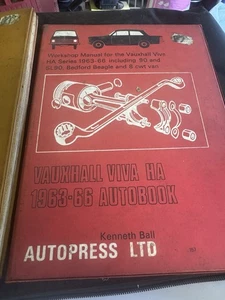 Workshop Manual for the Vauxhall Viva
HA Series 1963-66 including 90 and
SL90, Bedford Beagle and 6 cwt van
VAUXHALL VIVA HA
1963-66 AUTOBOOK
Kenneth Ball
AUTOPRESS LTD